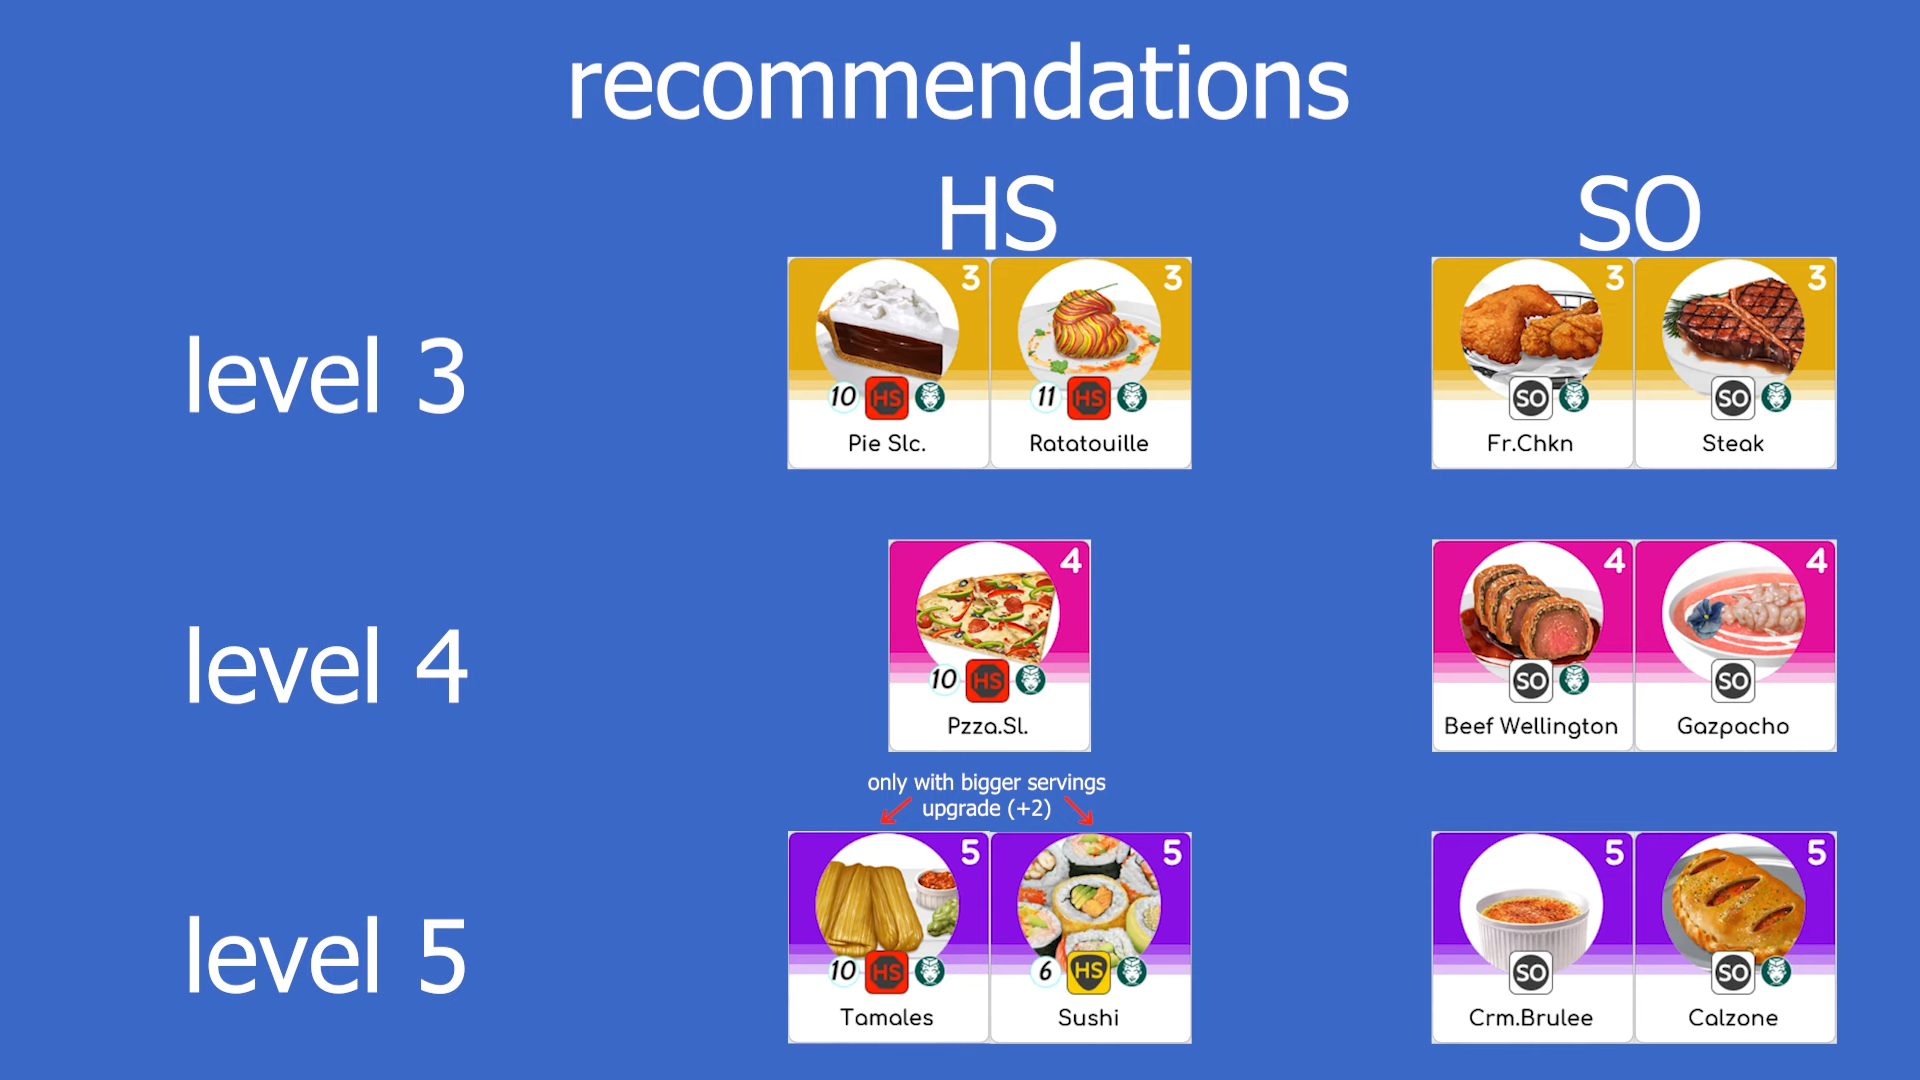 recommendations
HS SO
level 3
3 3 3 3
10 HS 11 HS SO SO
Pie Slc. Ratatouille Fr.Chkn Steak
level 4
4 4 4
10 HS SO SO
Pzza.Sl. Beef Wellington Gazpacho
only with bigger servings
upgrade (+2)
level 5
5 5 5 5
10 HS 6 HS SO SO
Tamales Sushi Crm.Brulee Calzone